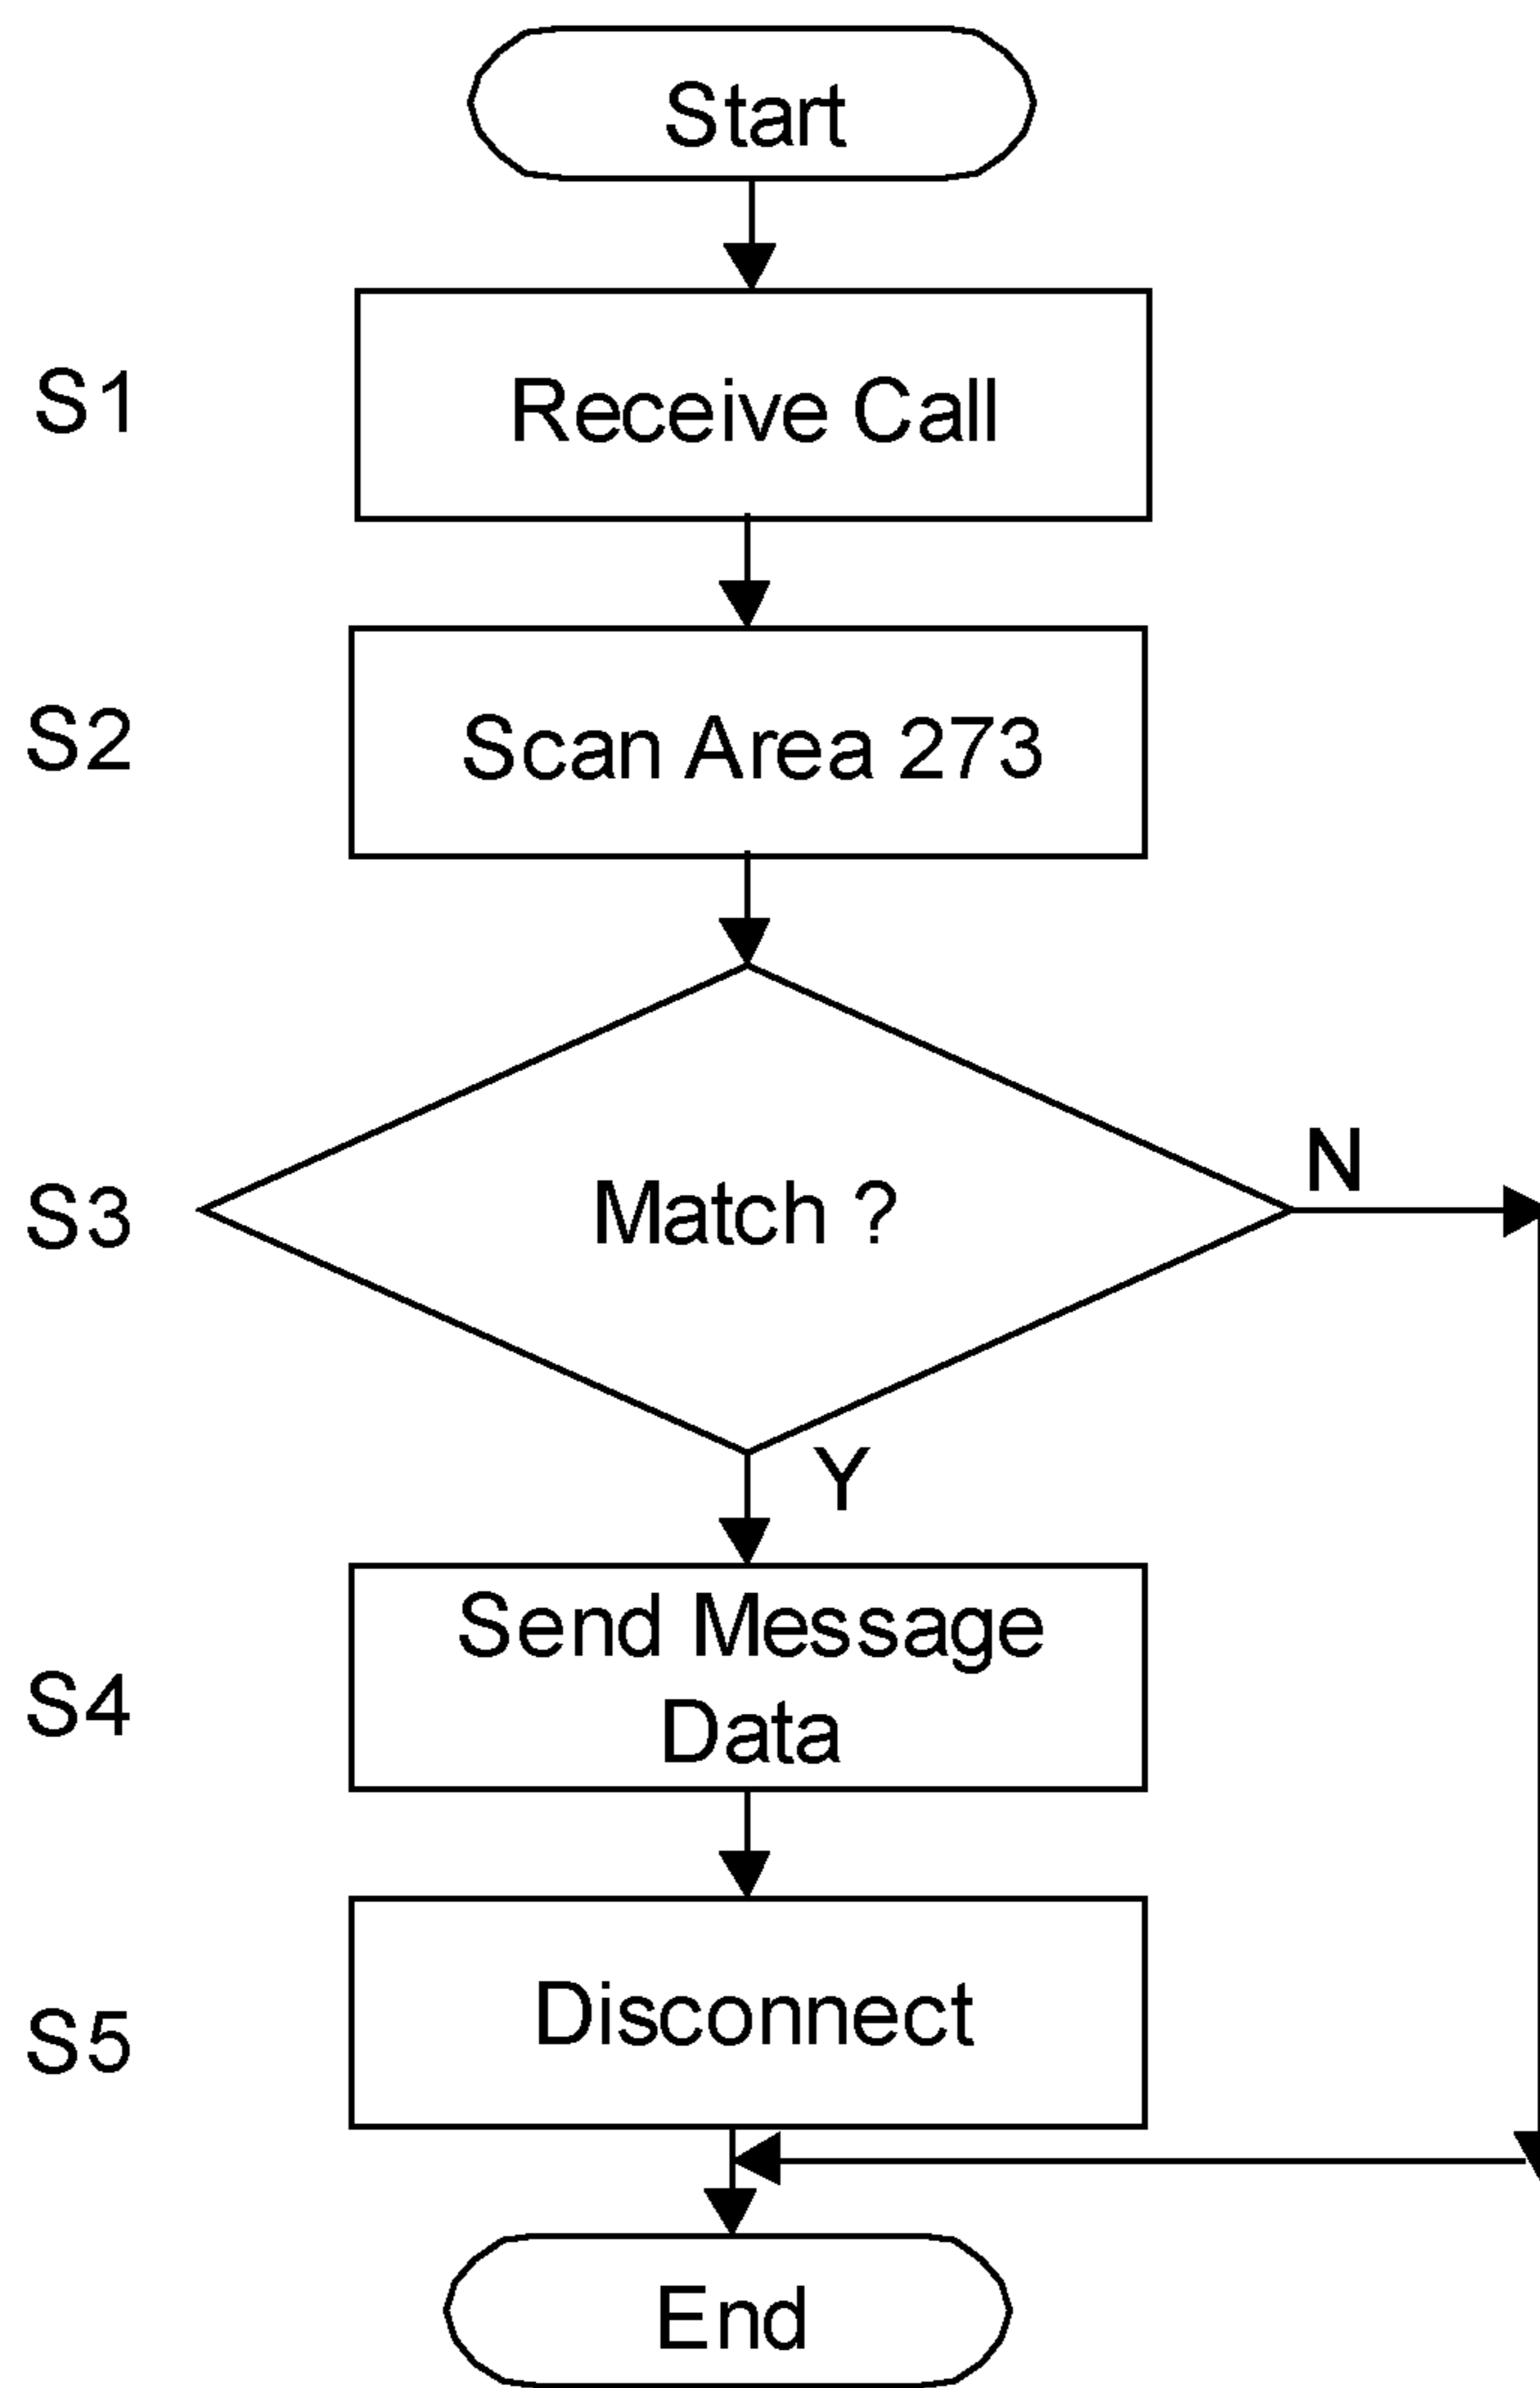 Start
S1
Receive Call
S2
Scan Area 273
S3
Match ?
N
Y
S4
Send Message
Data
S5
Disconnect
End